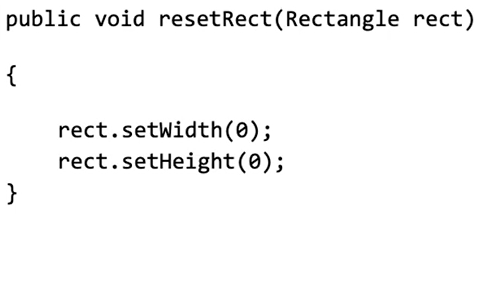 public void resetRect(Rectangle rect)
{
    rect.setWidth(0);
    rect.setHeight(0);
}